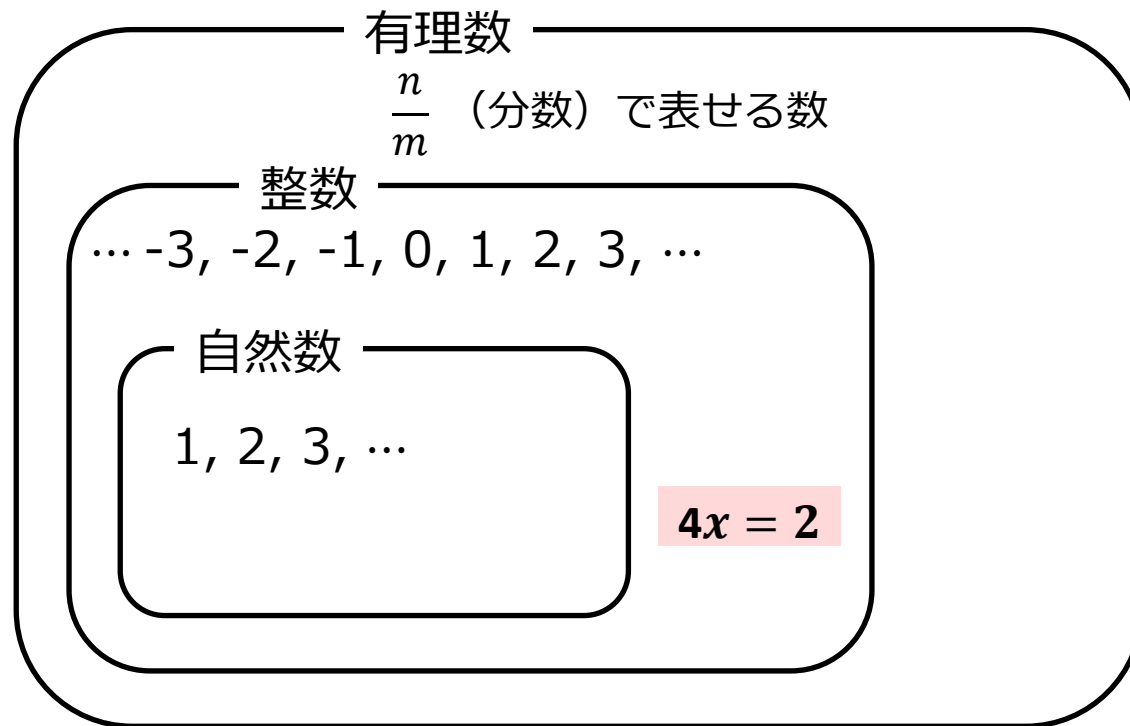 有理数
n/m （分数）で表せる数
整数
… -3, -2, -1, 0, 1, 2, 3, …
自然数
1, 2, 3, …
4x = 2